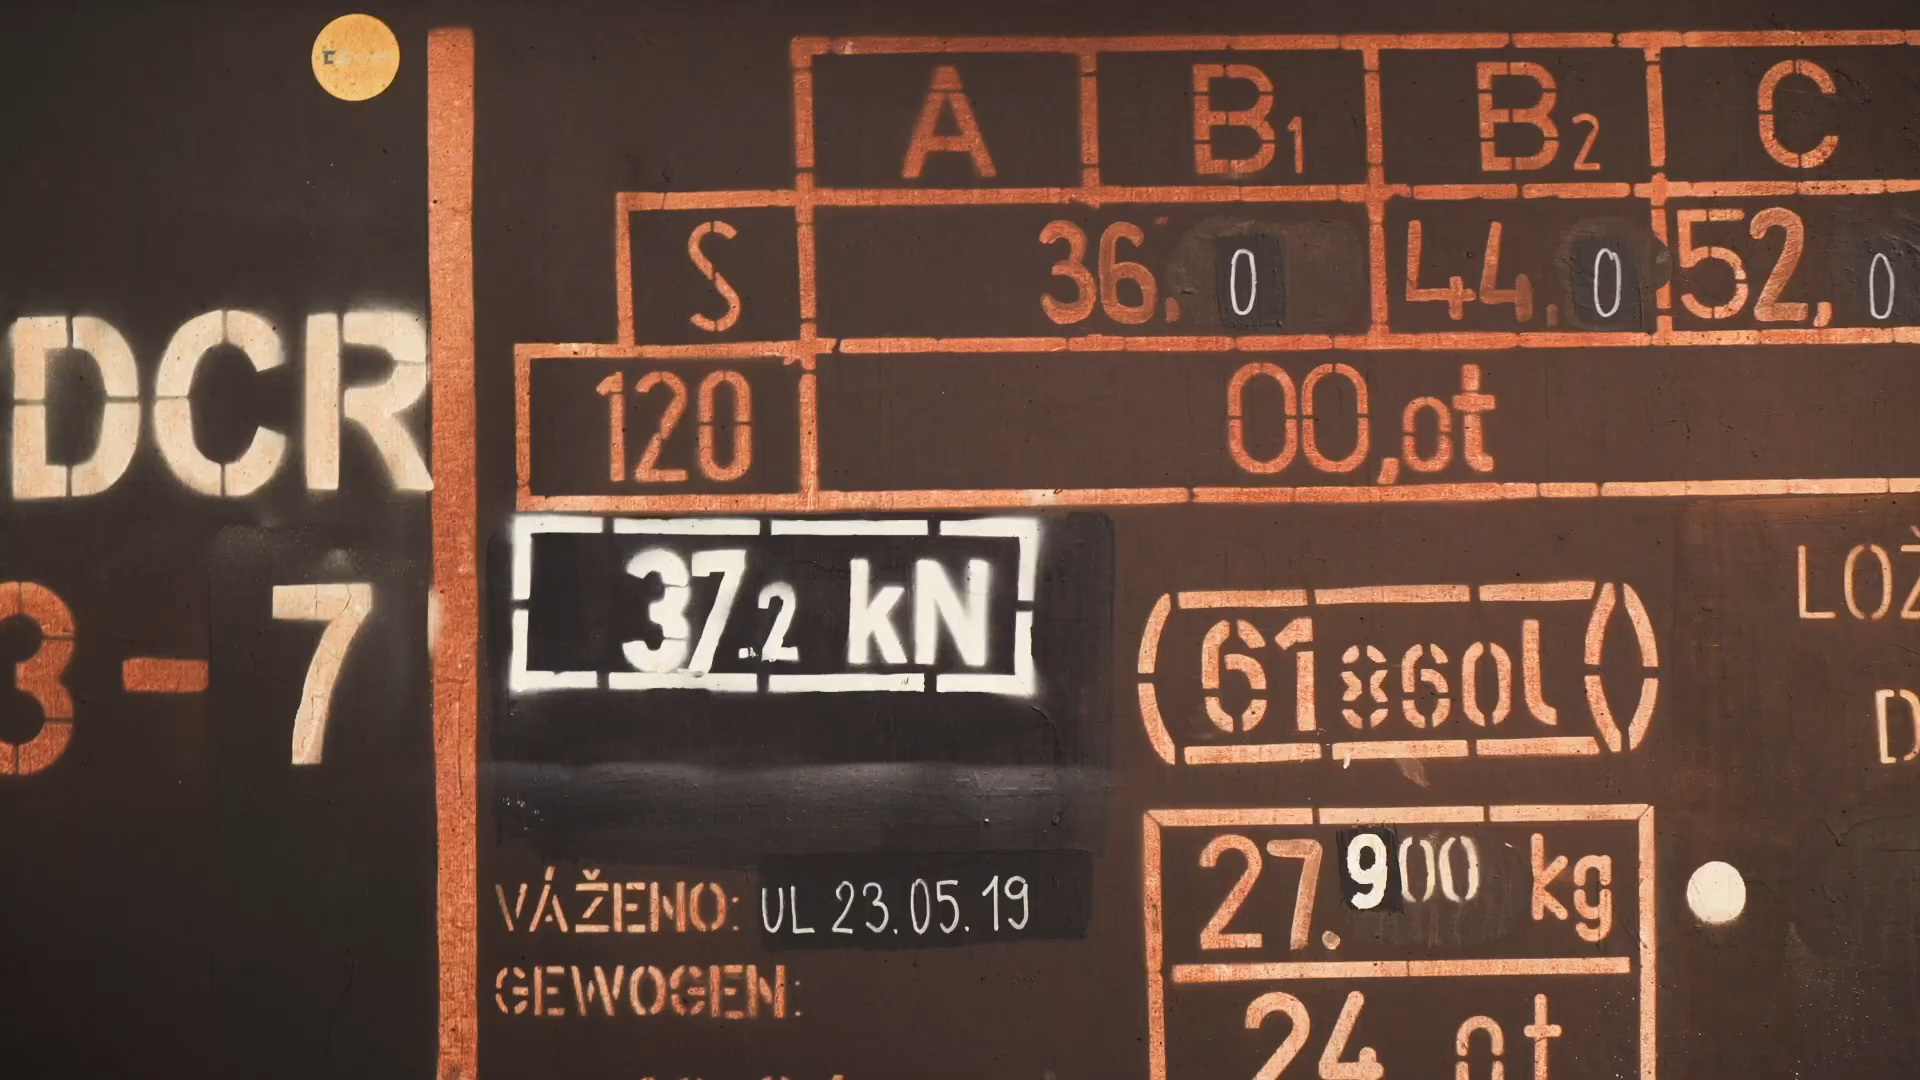 A B1 B2 C
S 36. 0 44. 0 52, 0
DCR
120 00,0t
3-7
37.2 kN
61860l
LOŽ
D
27.900 kg
VÁŽENO: UL 23.05.19
GEWOGEN:
24 0t